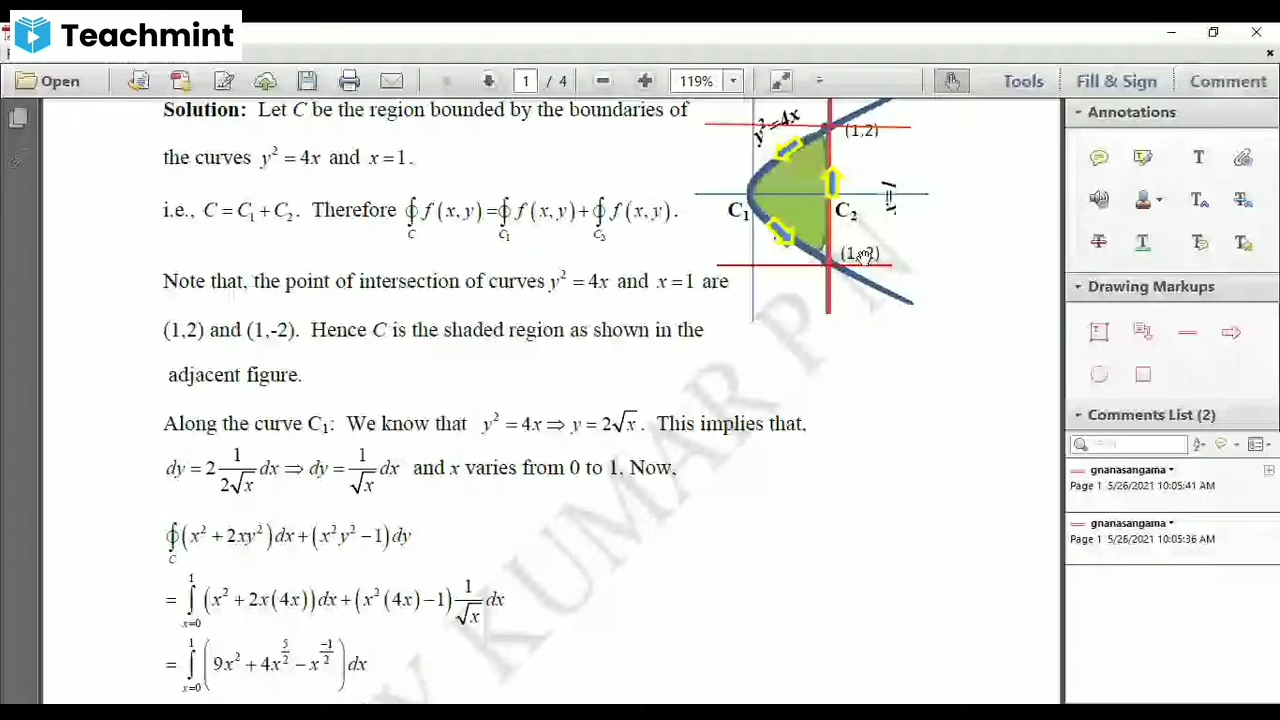 Teachmint
Open
1 / 4
119%
Tools
Fill & Sign
Comment
Solution: Let C be the region bounded by the boundaries of
the curves y² = 4x and x = 1.
i.e., C = C₁ + C₂. Therefore ∮_C f(x, y) = ∮_C₁ f(x, y) + ∮_C₂ f(x, y).
y² = 4x
(1,2)
C₁
C₂
x=1
Note that, the point of intersection of curves y² = 4x and x = 1 are
(1,2) and (1,-2). Hence C is the shaded region as shown in the
adjacent figure.
Along the curve C₁: We know that y² = 4x ⇒ y = 2√x. This implies that,
dy = 2 1/(2√x) dx ⇒ dy = 1/√x dx and x varies from 0 to 1. Now,
∮_C (x² + 2xy²)dx + (x²y² − 1)dy
= ∫_{x=0}^{1} (x² + 2x(4x))dx + (x²(4x) − 1) 1/√x dx
= ∫_{x=0}^{1} (9x² + 4x^{5/2} − x^{-1/2}) dx
V KUMAR P N
Annotations
T
Drawing Markups
Comments List (2)
gnanasangama
Page 1 5/26/2021 10:05:41 AM
gnanasangama
Page 1 5/26/2021 10:05:36 AM